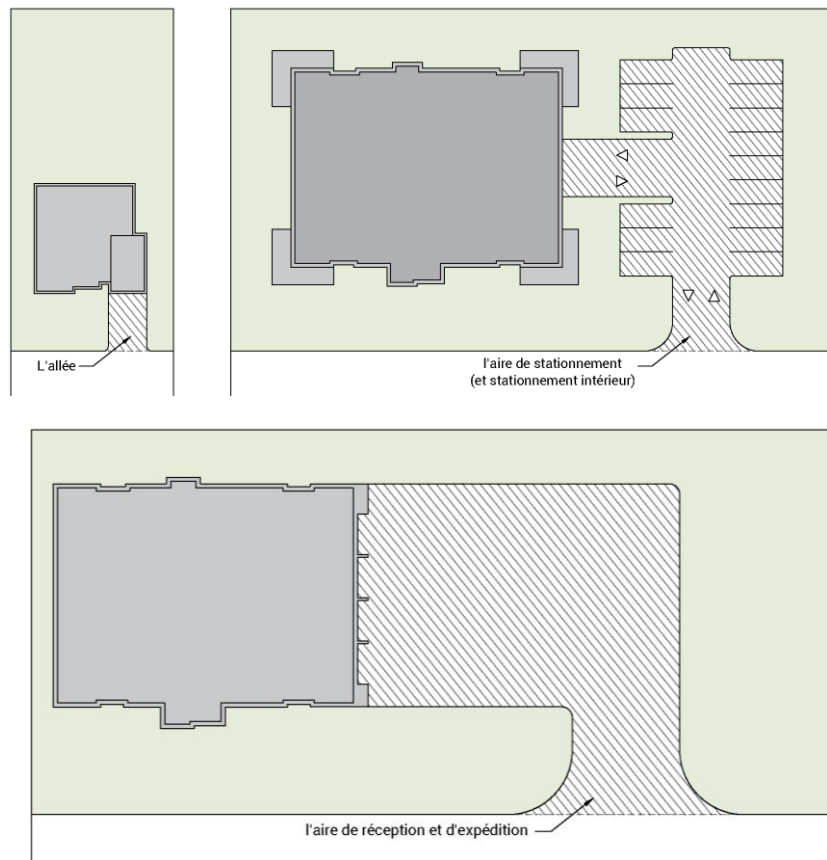 L'allée
l'aire de stationnement
(et stationnement intérieur)
l'aire de réception et d'expédition